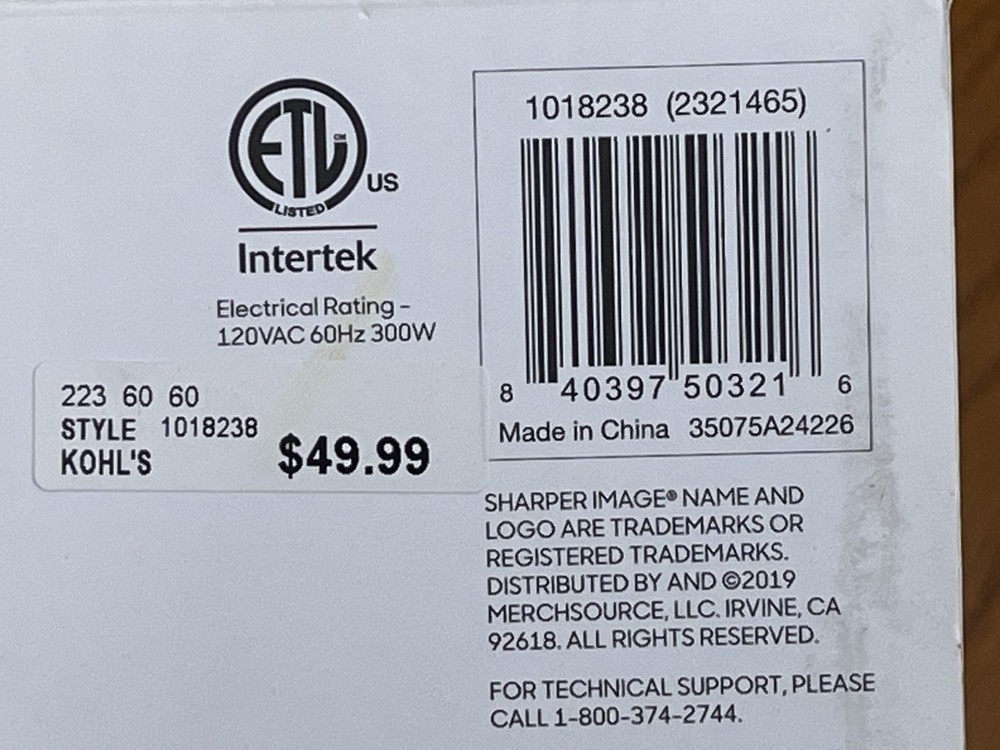 ETL CM
LISTED
US
Intertek
Electrical Rating –
120VAC 60Hz 300W
223 60 60
STYLE 1018238
KOHL'S
$49.99
1018238 (2321465)
8 40397 50321 6
Made in China 35075A24226
SHARPER IMAGE® NAME AND
LOGO ARE TRADEMARKS OR
REGISTERED TRADEMARKS.
DISTRIBUTED BY AND ©2019
MERCHSOURCE, LLC. IRVINE, CA
92618. ALL RIGHTS RESERVED.
FOR TECHNICAL SUPPORT, PLEASE
CALL 1-800-374-2744.